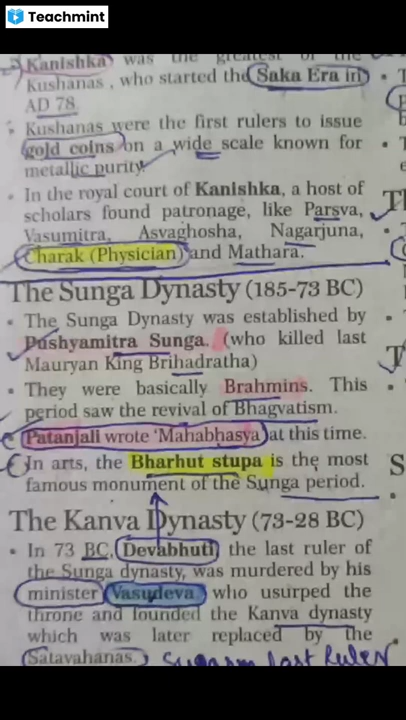 Teachmint
Kanishka was the greatest of the
Kushanas, who started the Saka Era in
AD 78.
Kushanas were the first rulers to issue
gold coins on a wide scale known for
metallic purity.
• In the royal court of Kanishka, a host of
scholars found patronage, like Parsva,
Vasumitra, Asvaghosha, Nagarjuna,
Charak (Physician) and Mathara.
The Sunga Dynasty (185-73 BC)
• The Sunga Dynasty was established by
Pushyamitra Sunga. (who killed last
Mauryan King Brihadratha)
• They were basically Brahmins. This
period saw the revival of Bhagvatism.
Patanjali wrote 'Mahabhasya' at this time.
In arts, the Bharhut stupa is the most
famous monument of the Sunga period.
The Kanva Dynasty (73-28 BC)
• In 73 BC, Devabhuti, the last ruler of
the Sunga dynasty, was murdered by his
minister Vasudeva, who usurped the
throne and founded the Kanva dynasty
which was later replaced by the
Satavahanas. last Ruler